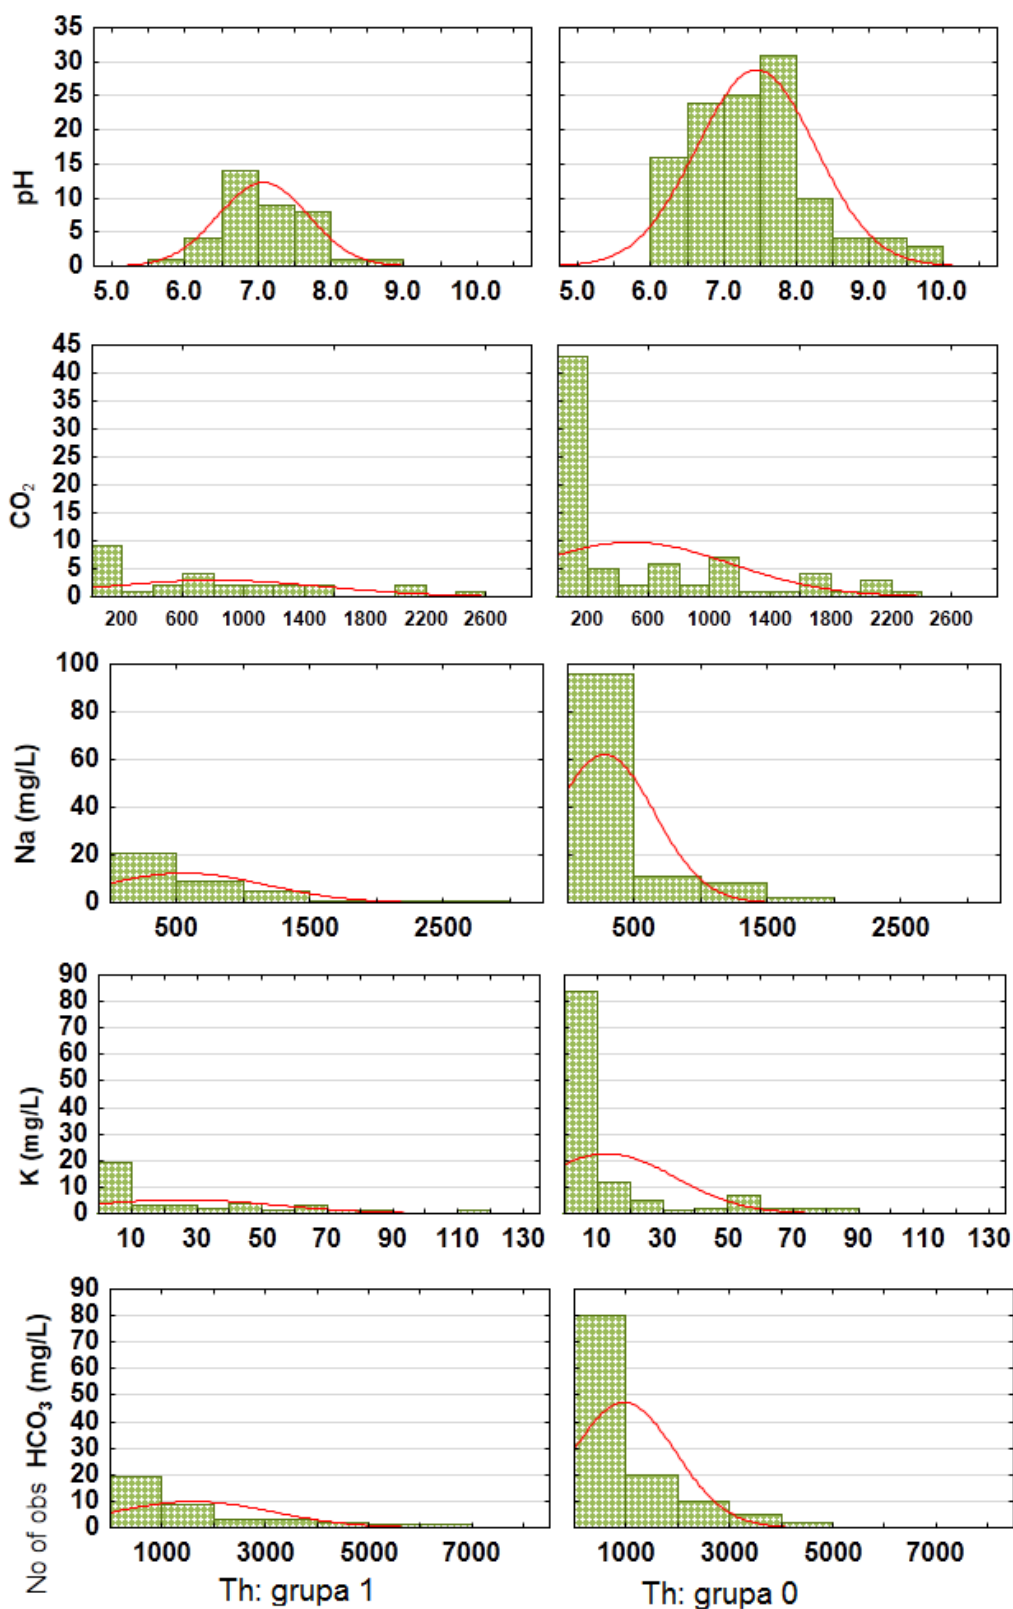 pH
35
30
25
20
15
10
5
0
5.0 6.0 7.0 8.0 9.0 10.0
5.0 6.0 7.0 8.0 9.0 10.0
CO₂
45
40
35
30
25
20
15
10
5
0
200 600 1000 1400 1800 2200 2600
200 600 1000 1400 1800 2200 2600
Na (mg/L)
100
80
60
40
20
0
500 1500 2500
500 1500 2500
K (mg/L)
90
80
70
60
50
40
30
20
10
0
10 30 50 70 90 110 130
10 30 50 70 90 110 130
No of obs HCO₃ (mg/L)
90
80
70
60
50
40
30
20
10
0
1000 3000 5000 7000
1000 3000 5000 7000
Th: grupa 1
Th: grupa 0